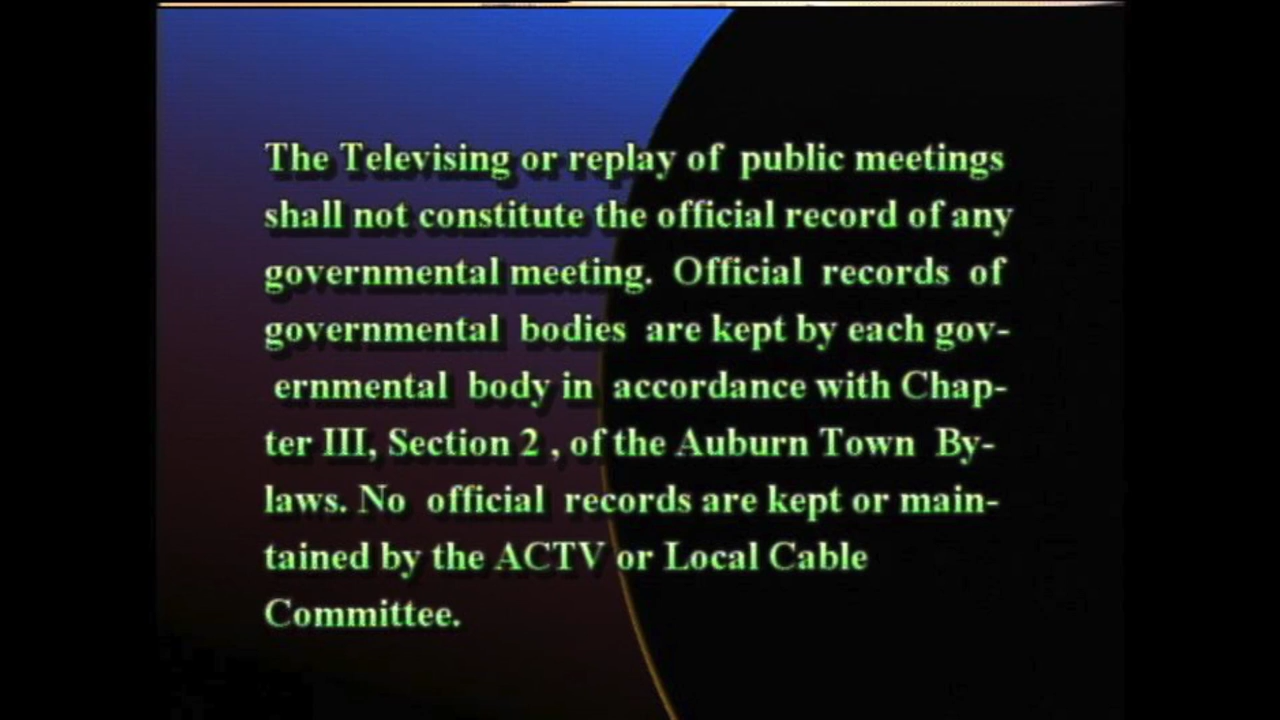 The Televising or replay of public meetings
shall not constitute the official record of any
governmental meeting. Official records of
governmental bodies are kept by each gov-
ernmental body in accordance with Chap-
ter III, Section 2 , of the Auburn Town By-
laws. No official records are kept or main-
tained by the ACTV or Local Cable
Committee.